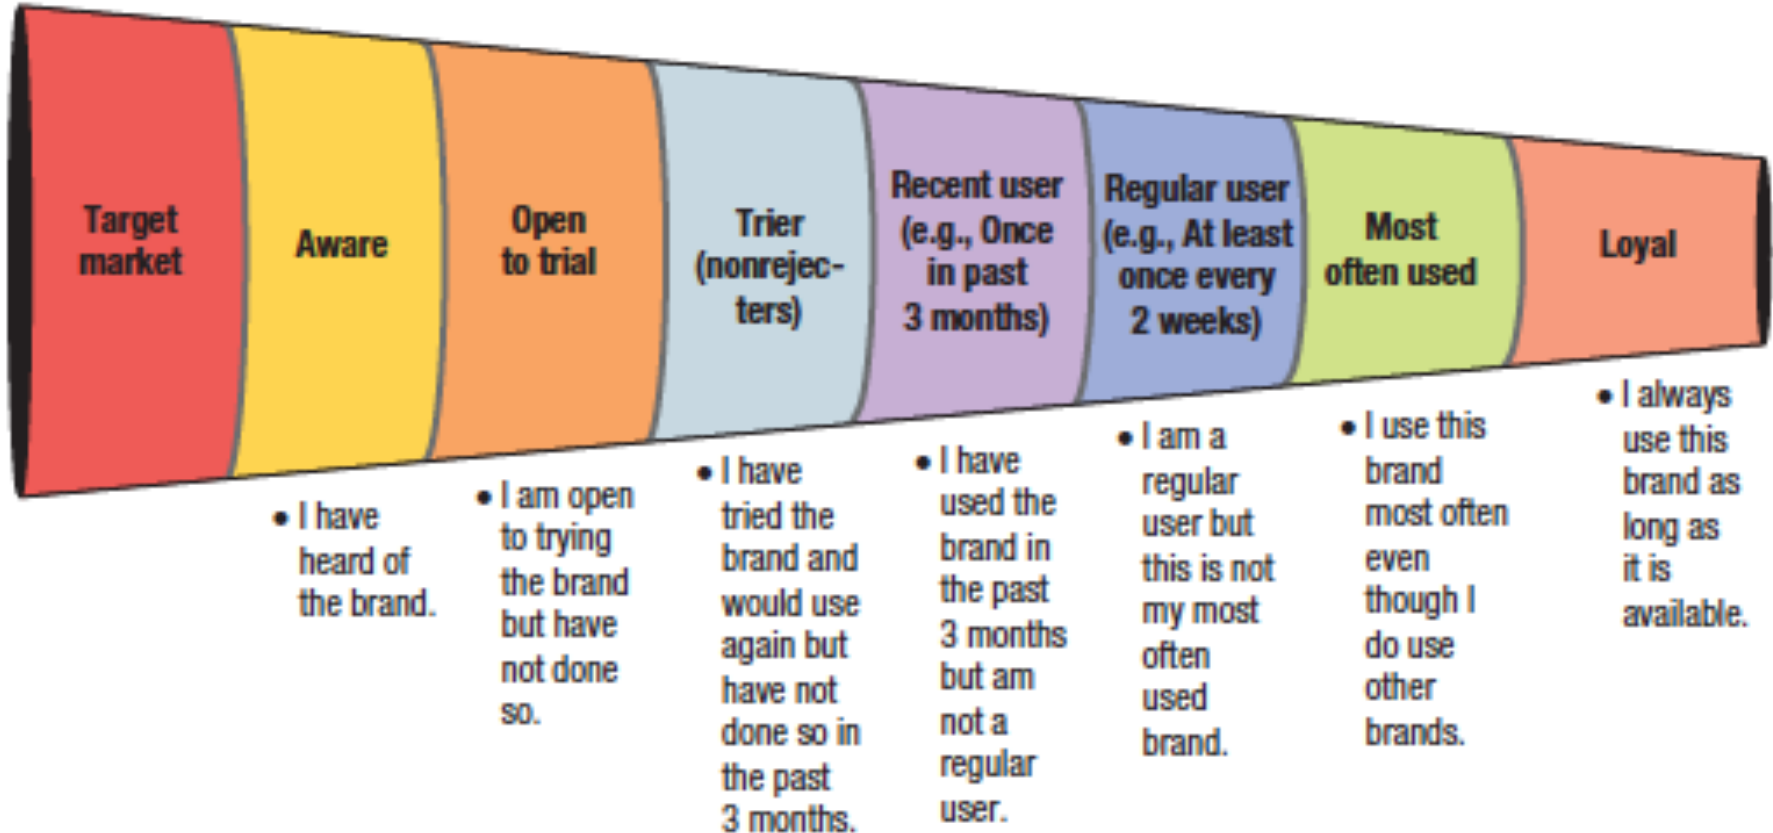 Target
market
Aware
Open
to trial
Trier
(nonrejec-
ters)
Recent user
(e.g., Once
in past
3 months)
Regular user
(e.g., At least
once every
2 weeks)
Most
often used
Loyal
• I have
heard of
the brand.
• I am open
to trying
the brand
but have
not done
so.
• I have
tried the
brand and
would use
again but
have not
done so in
the past
3 months.
• I have
used the
brand in
the past
3 months
but am
not a
regular
user.
• I am a
regular
user but
this is not
my most
often
used
brand.
• I use this
brand
most often
even
though I
do use
other
brands.
• I always
use this
brand as
long as
it is
available.